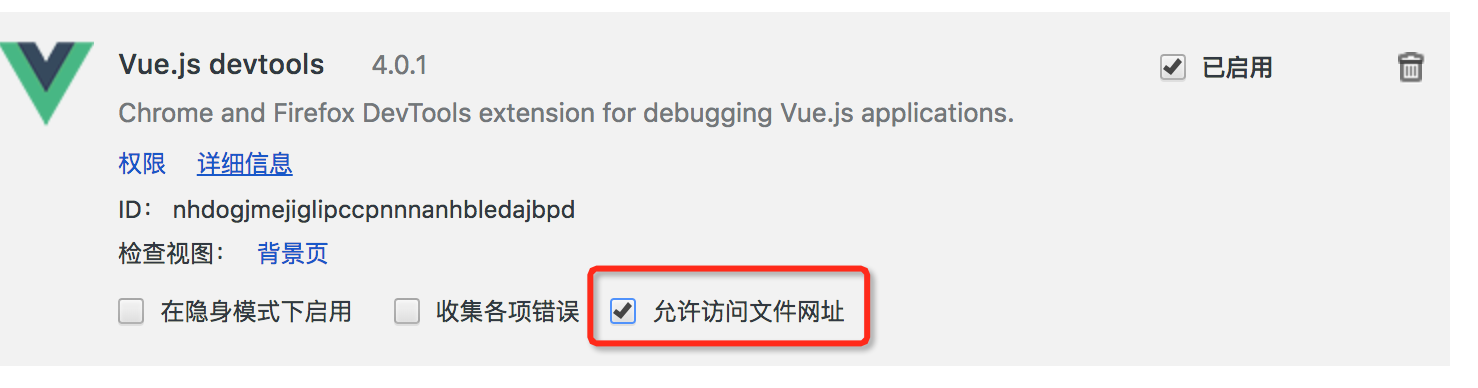 Vue.js devtools 4.0.1 已启用
Chrome and Firefox DevTools extension for debugging Vue.js applications.
权限 详细信息
ID： nhdogjmejiglipccpnnnanhbledajbpd
检查视图： 背景页
在隐身模式下启用 收集各项错误 允许访问文件网址